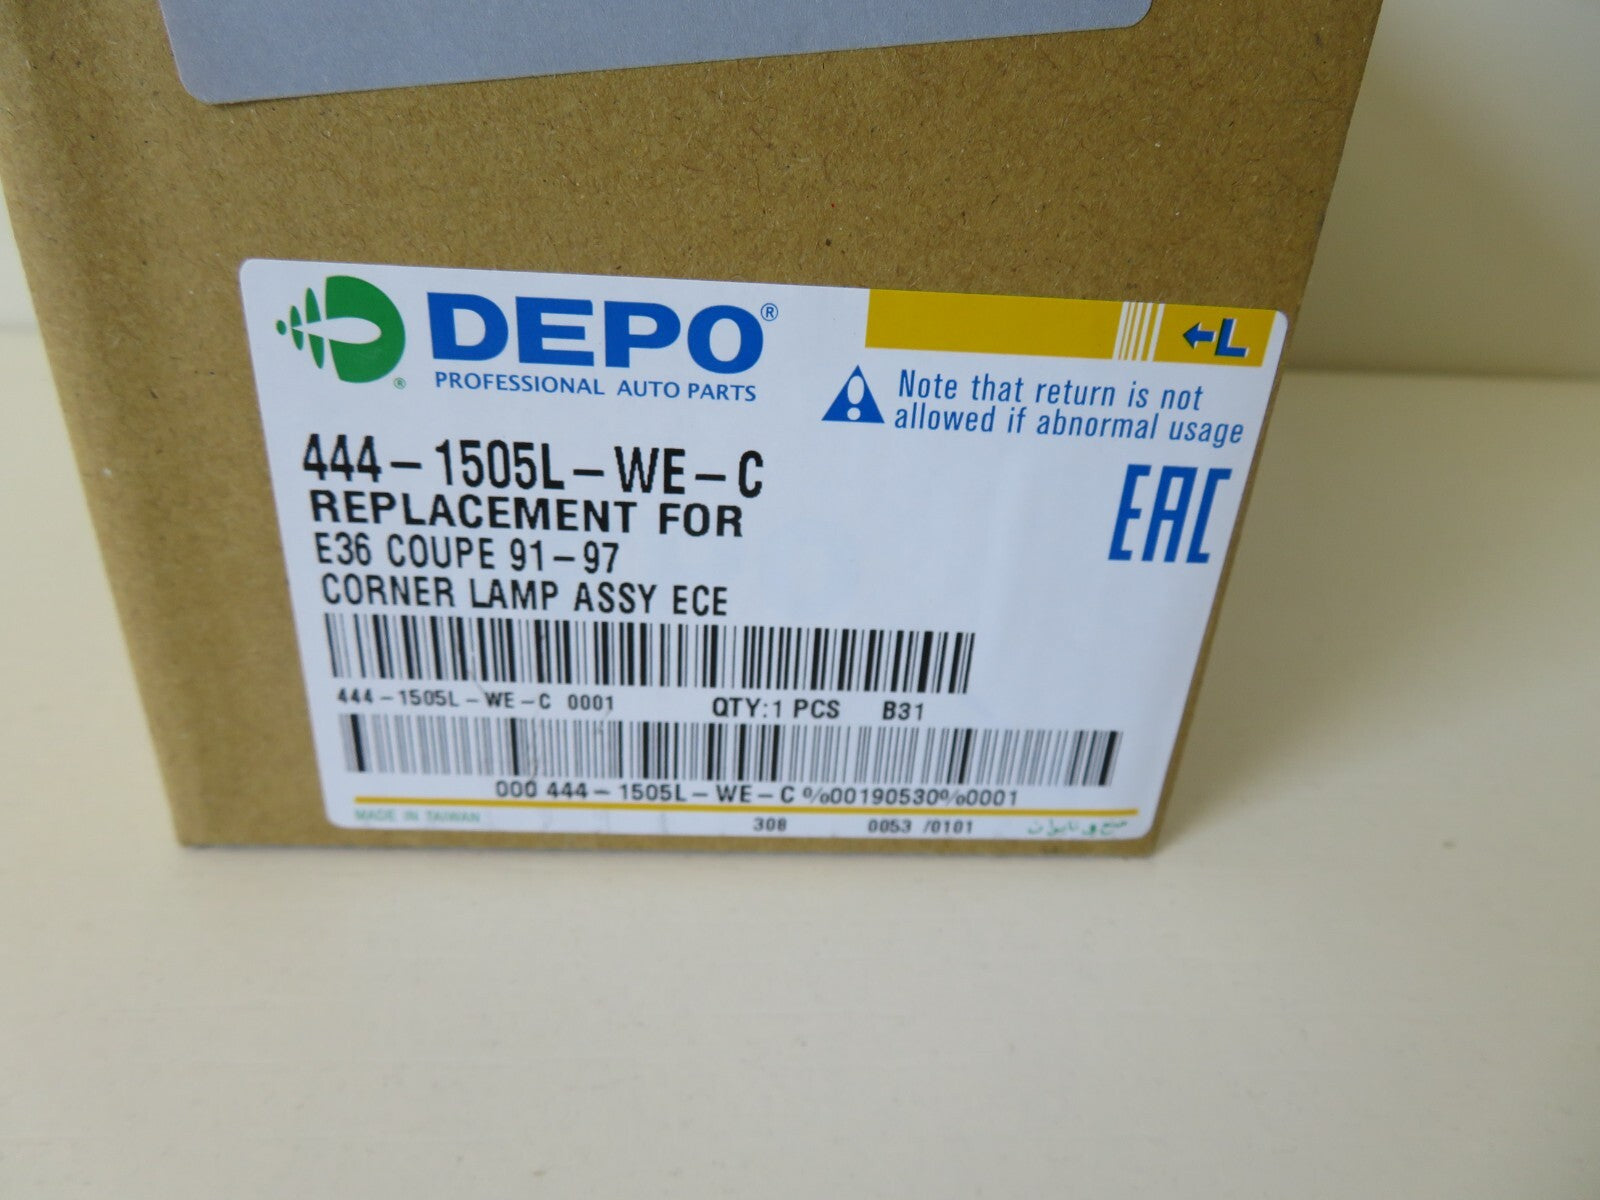 DEPO®
®
PROFESSIONAL AUTO PARTS
←L
Note that return is not
allowed if abnormal usage
444-1505L-WE-C
REPLACEMENT FOR
E36 COUPE 91-97
CORNER LAMP ASSY ECE
EAC
444-1505L-WE-C 0001 QTY:1 PCS B31
000 444-1505L-WE-C%00190530%0001
MADE IN TAIWAN 308 0053 /0101